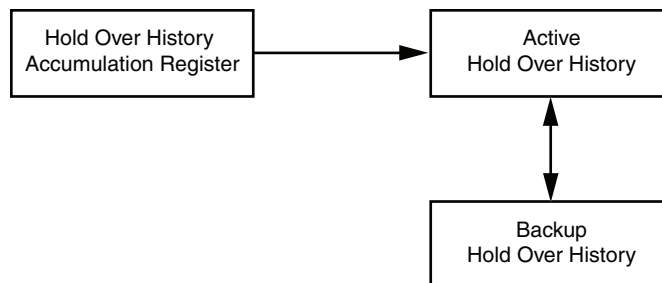 Hold Over History
Accumulation Register
Active
Hold Over History
Backup
Hold Over History